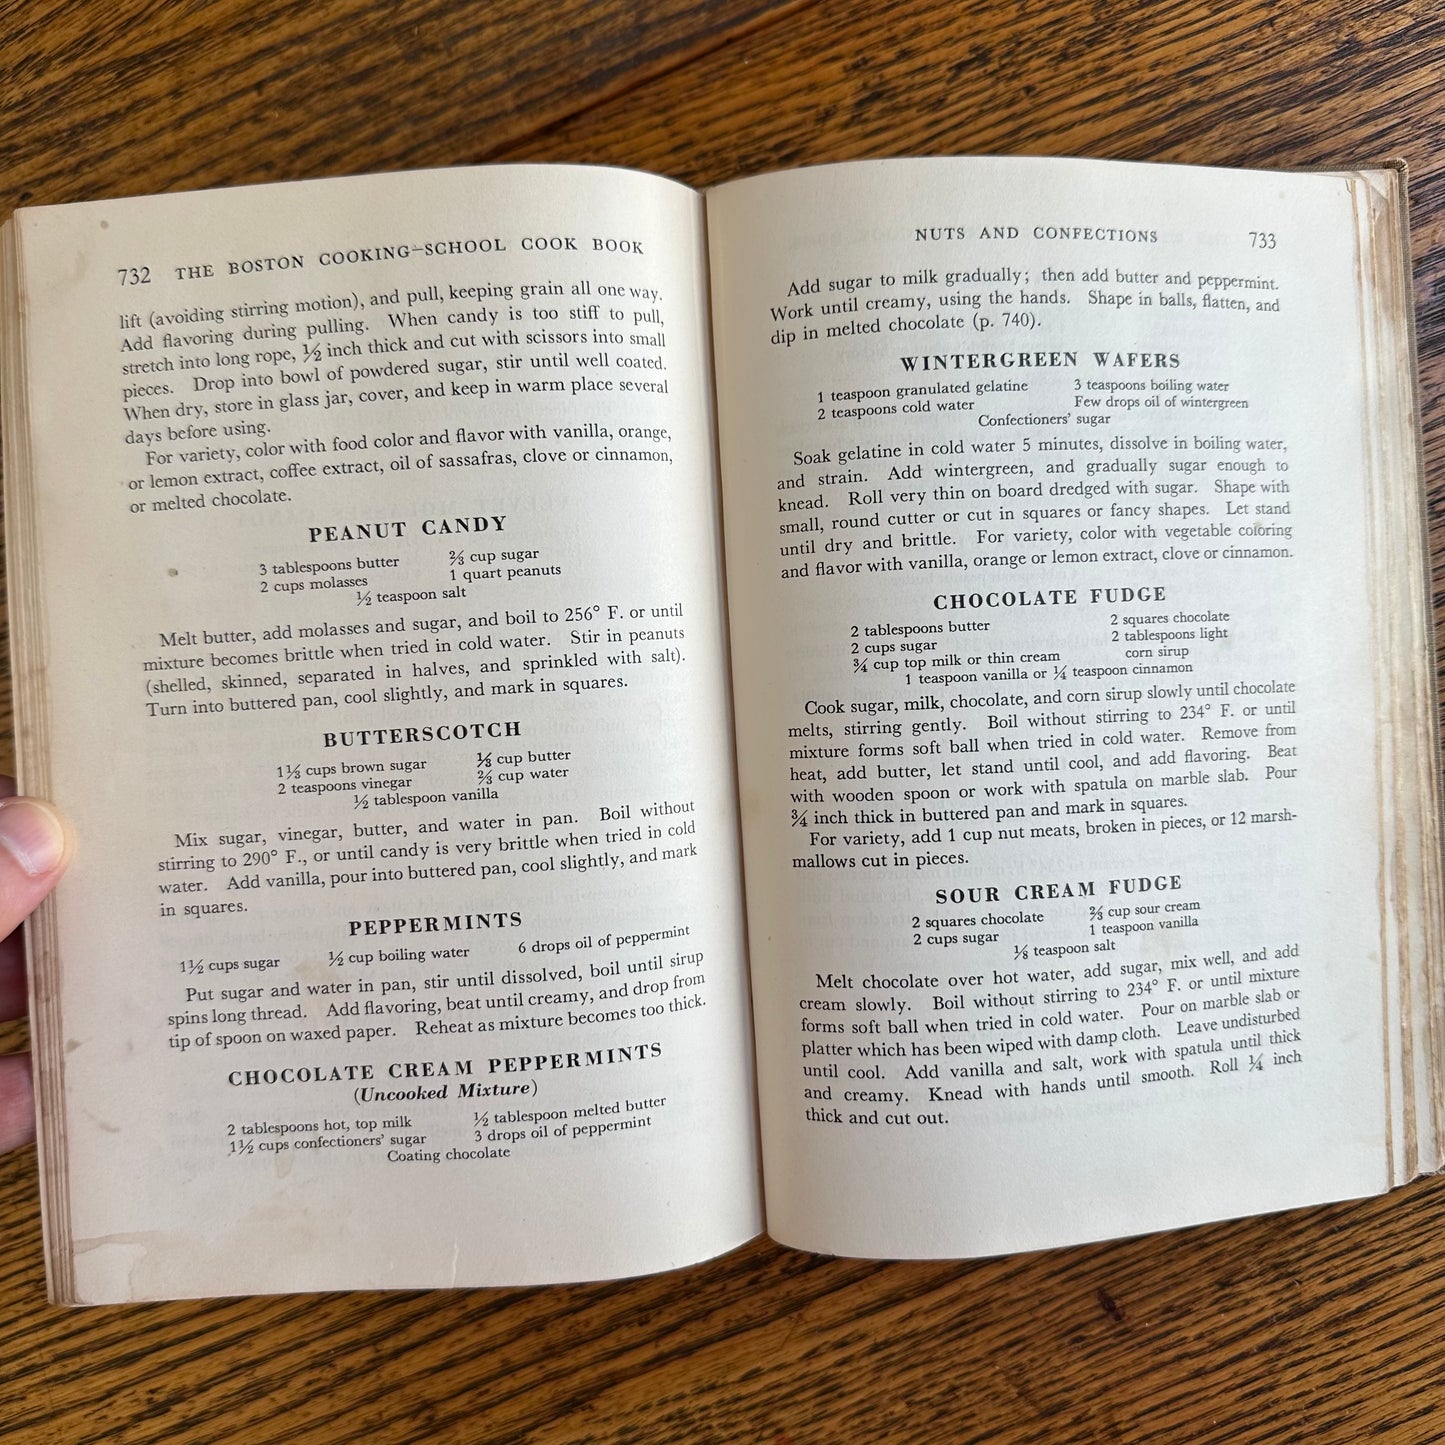 732 THE BOSTON COOKING-SCHOOL COOK BOOK
lift (avoiding stirring motion), and pull, keeping grain all one way.
Add flavoring during pulling. When candy is too stiff to pull,
stretch into long rope, ½ inch thick and cut with scissors into small
pieces. Drop into bowl of powdered sugar, stir until well coated.
When dry, store in glass jar, cover, and keep in warm place several
days before using.
For variety, color with food color and flavor with vanilla, orange,
or lemon extract, coffee extract, oil of sassafras, clove or cinnamon,
or melted chocolate.
PEANUT CANDY
3 tablespoons butter ⅔ cup sugar
2 cups molasses 1 quart peanuts
½ teaspoon salt
Melt butter, add molasses and sugar, and boil to 256° F. or until
mixture becomes brittle when tried in cold water. Stir in peanuts
(shelled, skinned, separated in halves, and sprinkled with salt).
Turn into buttered pan, cool slightly, and mark in squares.
BUTTERSCOTCH
1⅓ cups brown sugar ⅓ cup butter
2 teaspoons vinegar ⅔ cup water
½ tablespoon vanilla
Mix sugar, vinegar, butter, and water in pan. Boil without
stirring to 290° F., or until candy is very brittle when tried in cold
water. Add vanilla, pour into buttered pan, cool slightly, and mark
in squares.
PEPPERMINTS
1½ cups sugar ½ cup boiling water 6 drops oil of peppermint
Put sugar and water in pan, stir until dissolved, boil until sirup
spins long thread. Add flavoring, beat until creamy, and drop from
tip of spoon on waxed paper. Reheat as mixture becomes too thick.
CHOCOLATE CREAM PEPPERMINTS
(Uncooked Mixture)
2 tablespoons hot, top milk ½ tablespoon melted butter
1½ cups confectioners' sugar 3 drops oil of peppermint
Coating chocolate
NUTS AND CONFECTIONS 733
Add sugar to milk gradually; then add butter and peppermint.
Work until creamy, using the hands. Shape in balls, flatten, and
dip in melted chocolate (p. 740).
WINTERGREEN WAFERS
1 teaspoon granulated gelatine 3 teaspoons boiling water
2 teaspoons cold water Few drops oil of wintergreen
Confectioners' sugar
Soak gelatine in cold water 5 minutes, dissolve in boiling water,
and strain. Add wintergreen, and gradually sugar enough to
knead. Roll very thin on board dredged with sugar. Shape with
small, round cutter or cut in squares or fancy shapes. Let stand
until dry and brittle. For variety, color with vegetable coloring
and flavor with vanilla, orange or lemon extract, clove or cinnamon.
CHOCOLATE FUDGE
2 tablespoons butter 2 squares chocolate
2 cups sugar 2 tablespoons light
¾ cup top milk or thin cream corn sirup
1 teaspoon vanilla or ¼ teaspoon cinnamon
Cook sugar, milk, chocolate, and corn sirup slowly until chocolate
melts, stirring gently. Boil without stirring to 234° F. or until
mixture forms soft ball when tried in cold water. Remove from
heat, add butter, let stand until cool, and add flavoring. Beat
with wooden spoon or work with spatula on marble slab. Pour
¾ inch thick in buttered pan and mark in squares.
For variety, add 1 cup nut meats, broken in pieces, or 12 marsh-
mallows cut in pieces.
SOUR CREAM FUDGE
2 squares chocolate ⅔ cup sour cream
2 cups sugar 1 teaspoon vanilla
⅛ teaspoon salt
Melt chocolate over hot water, add sugar, mix well, and add
cream slowly. Boil without stirring to 234° F. or until mixture
forms soft ball when tried in cold water. Pour on marble slab or
platter which has been wiped with damp cloth. Leave undisturbed
until cool. Add vanilla and salt, work with spatula until thick
and creamy. Knead with hands until smooth. Roll ¼ inch
thick and cut out.